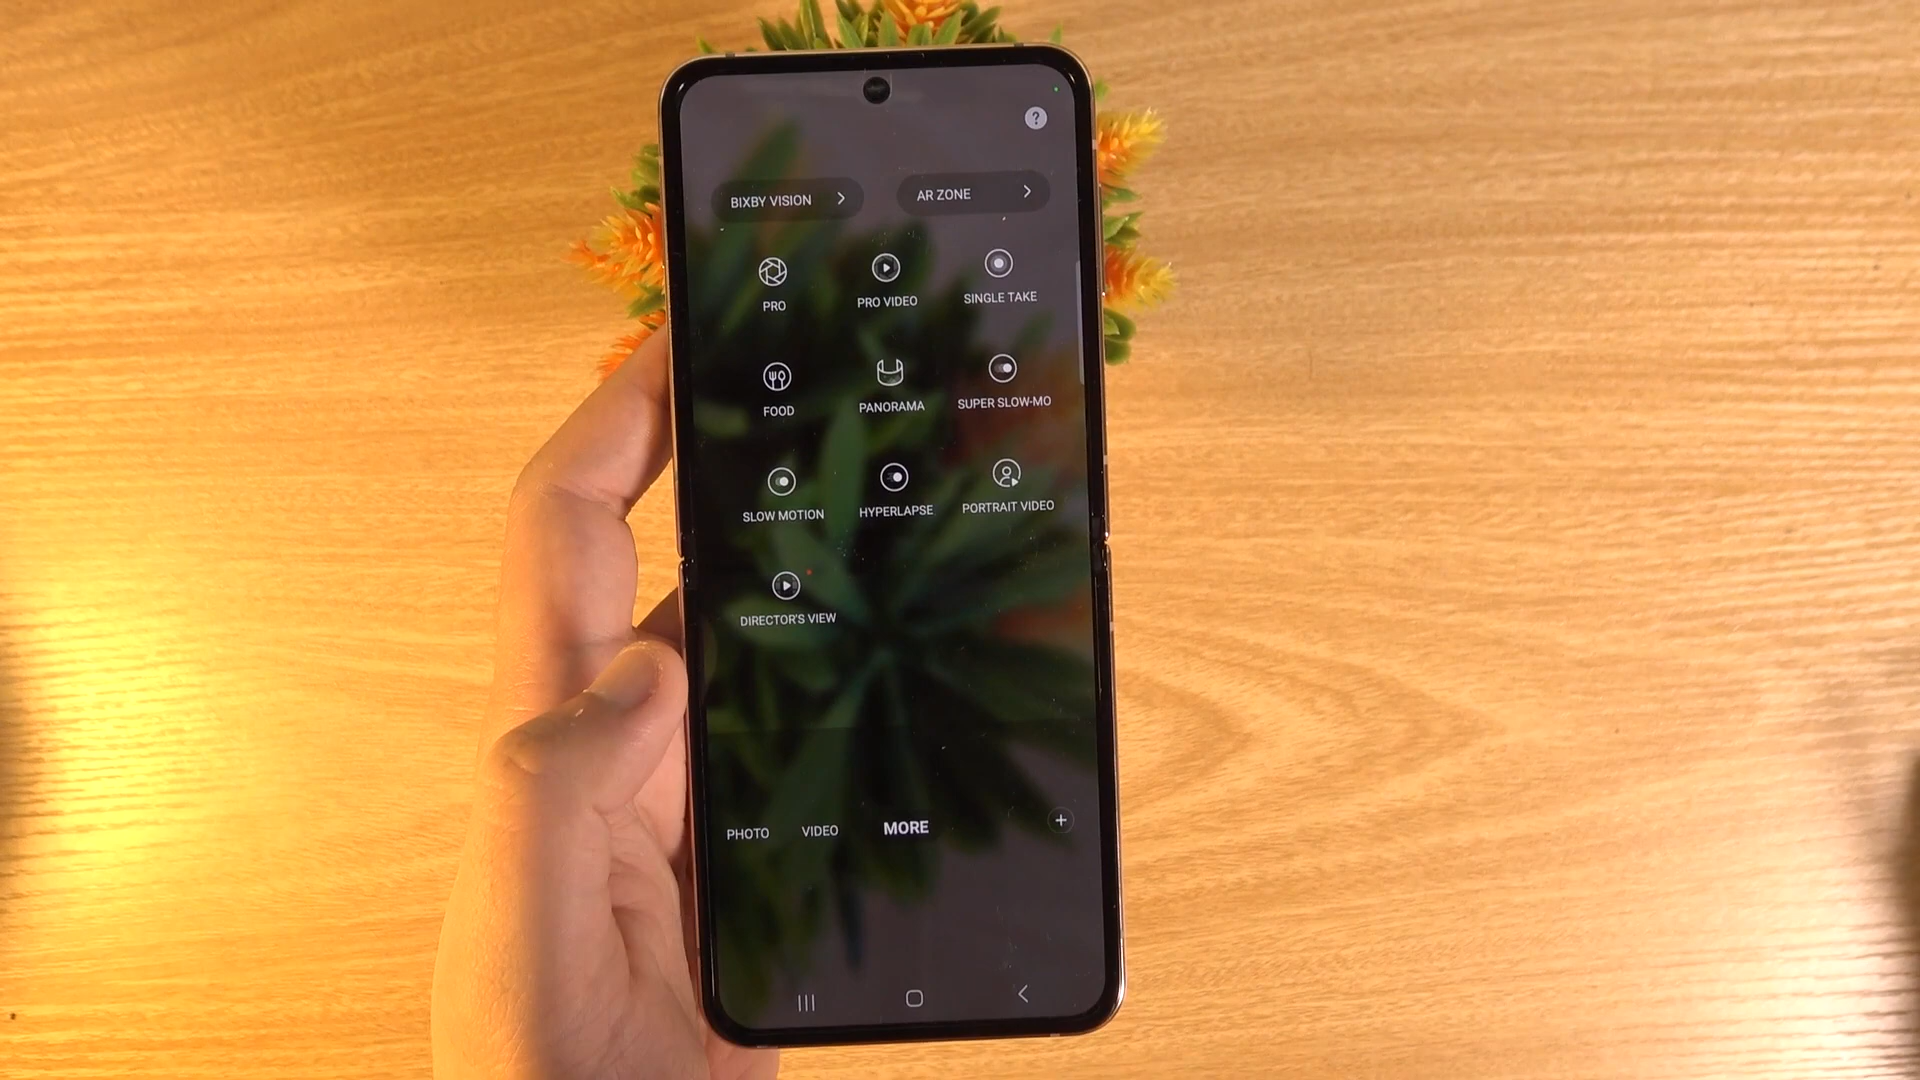 ?
BIXBY VISION >
AR ZONE >
PRO
PRO VIDEO
SINGLE TAKE
FOOD
PANORAMA
SUPER SLOW-MO
SLOW MOTION
HYPERLAPSE
PORTRAIT VIDEO
DIRECTOR'S VIEW
PHOTO
VIDEO
MORE
+